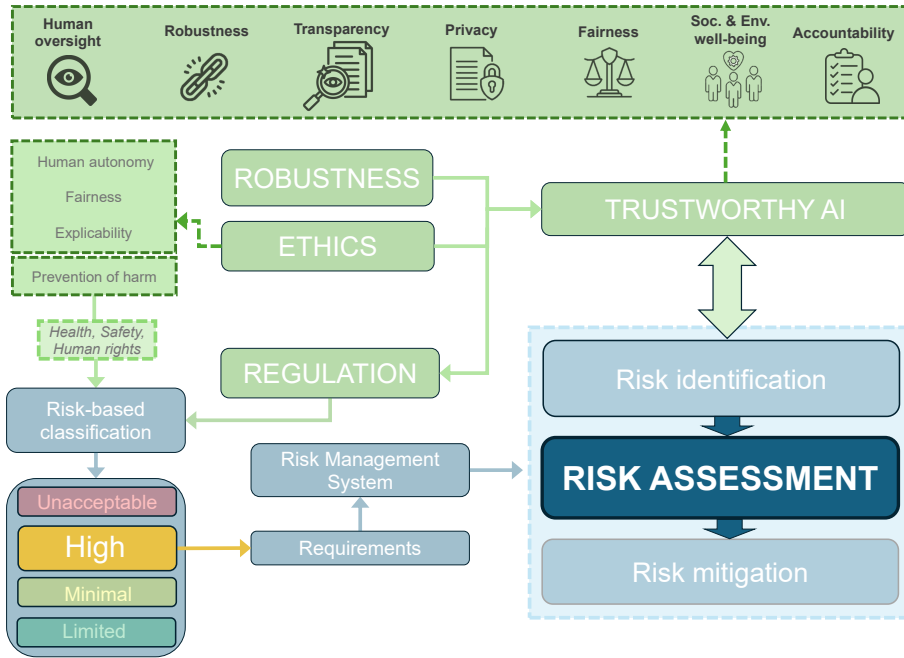 Human
oversight
Robustness
Transparency
Privacy
Fairness
Soc. & Env.
well-being
Accountability
Human autonomy
Fairness
Explicability
Prevention of harm
Health, Safety,
Human rights
ROBUSTNESS
ETHICS
REGULATION
TRUSTWORTHY AI
Risk-based
classification
Unacceptable
High
Minimal
Limited
Risk Management
System
Requirements
Risk identification
RISK ASSESSMENT
Risk mitigation